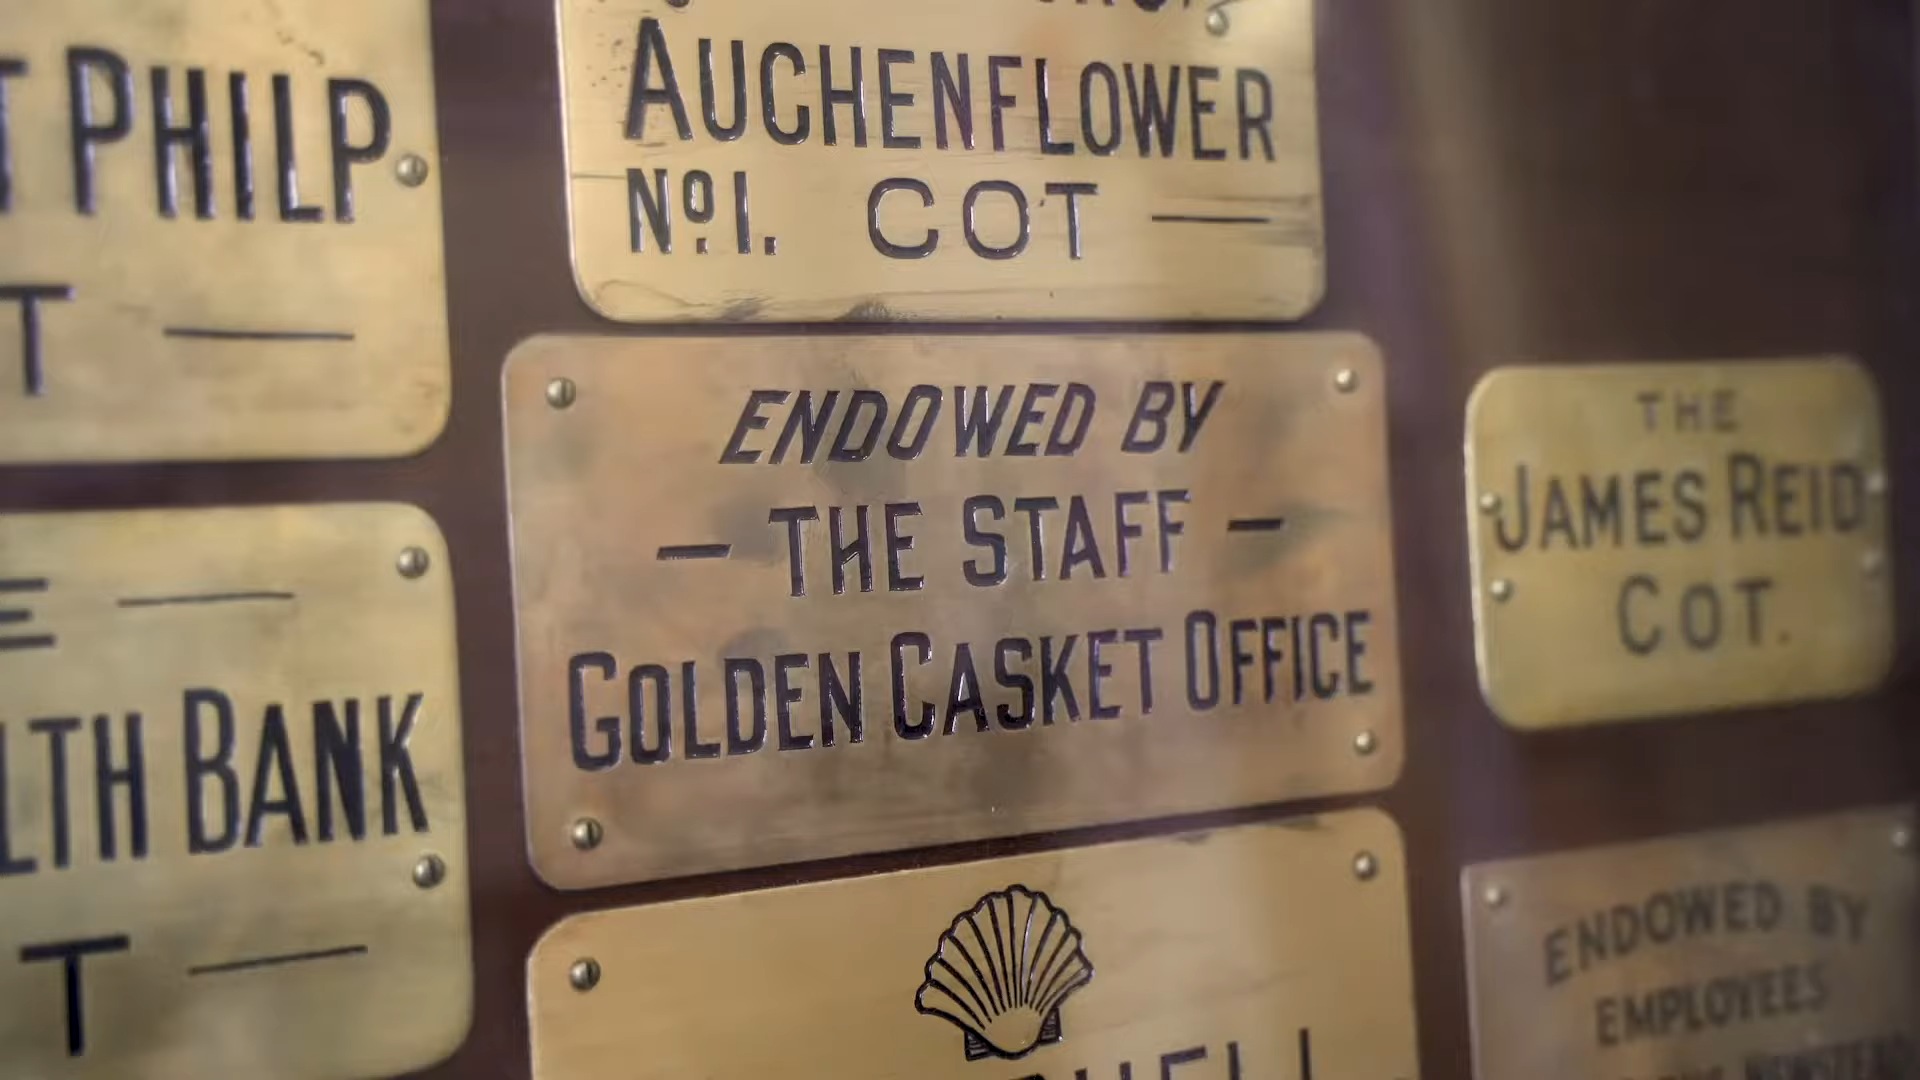 PHILP
T
E
LTH BANK
T
AUCHENFLOWER
No1. COT
ENDOWED BY
— THE STAFF —
GOLDEN CASKET OFFICE
THE
JAMES REID
COT.
ENDOWED BY
EMPLOYEES